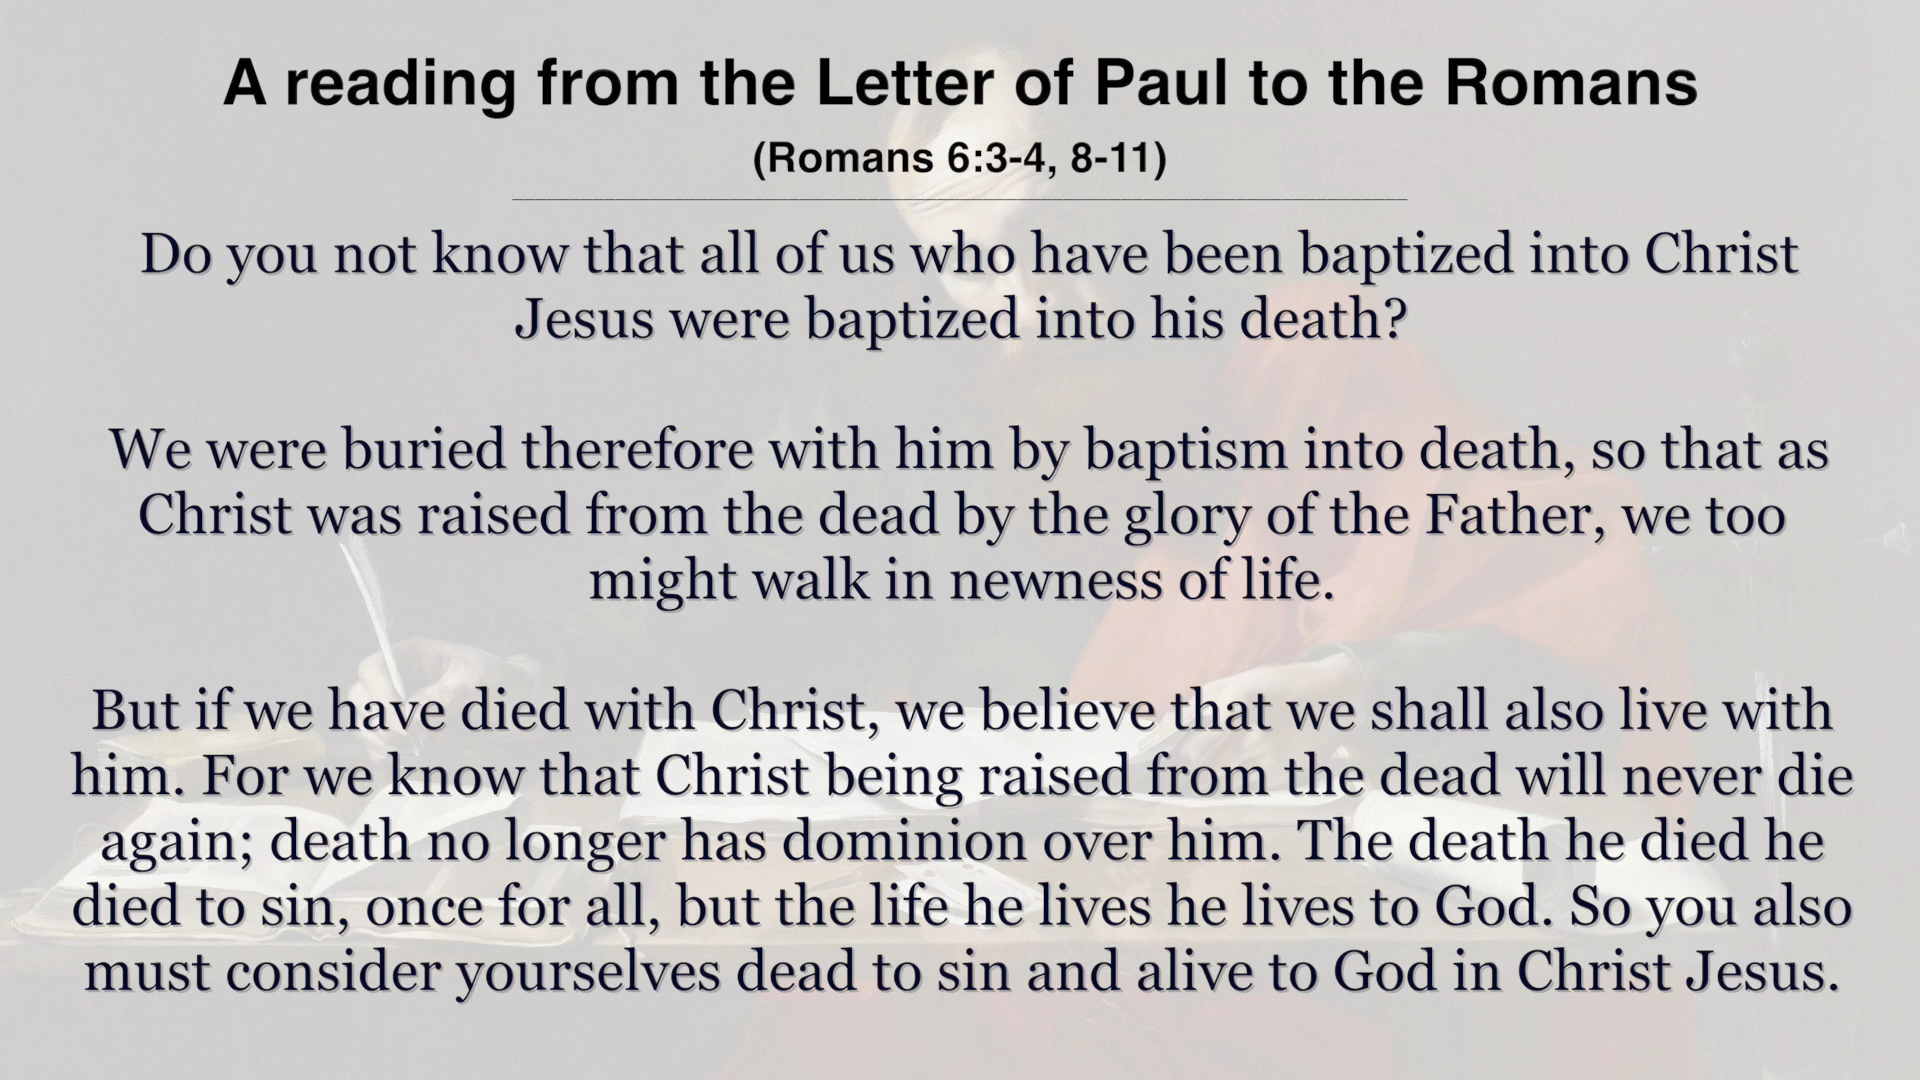 A reading from the Letter of Paul to the Romans
(Romans 6:3-4, 8-11)
Do you not know that all of us who have been baptized into Christ
Jesus were baptized into his death?
We were buried therefore with him by baptism into death, so that as
Christ was raised from the dead by the glory of the Father, we too
might walk in newness of life.
But if we have died with Christ, we believe that we shall also live with
him. For we know that Christ being raised from the dead will never die
again; death no longer has dominion over him. The death he died he
died to sin, once for all, but the life he lives he lives to God. So you also
must consider yourselves dead to sin and alive to God in Christ Jesus.